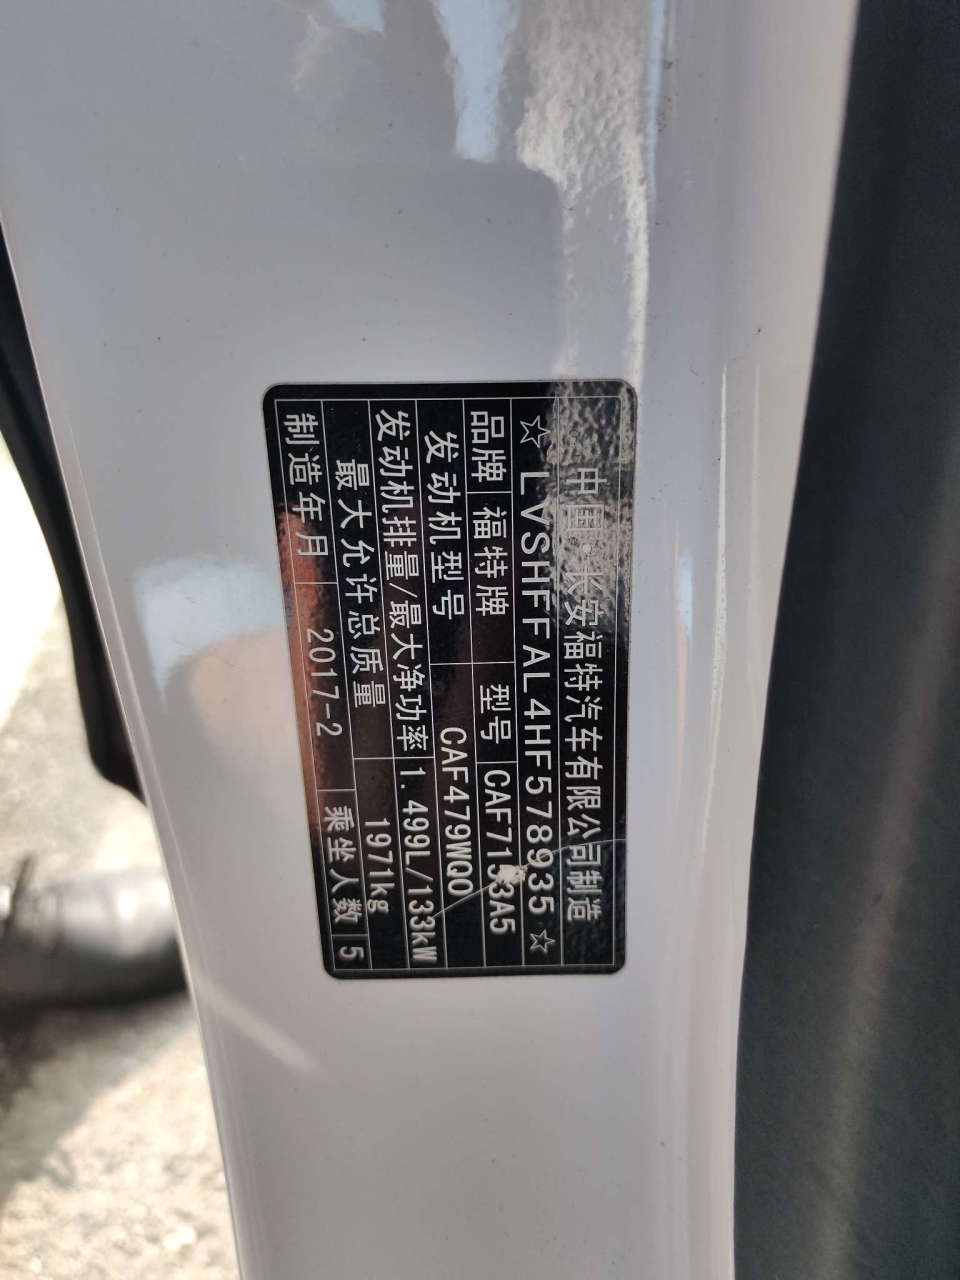 中国·长安福特汽车有限公司制造
☆LVSHFFAL4HF578935☆
品牌 福特牌 型号 CAF7153A5
发动机型号 CAF479WQ0
发动机排量/最大净功率 1.499L/133kW
最大允许总质量 1971kg
制造年月 2017-2 乘坐人数 5